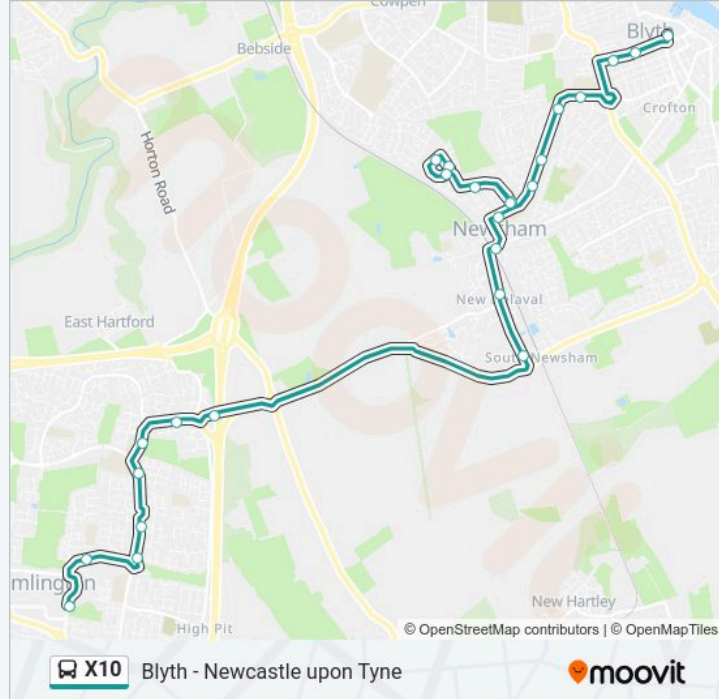 Cowpen
Blyth
Bebside
Crofton
Horton Road
Newsham
New Delaval
East Hartford
South Newsham
mlington
New Hartley
High Pit
© OpenStreetMap contributors | © OpenMapTiles
X10 Blyth - Newcastle upon Tyne
moovit